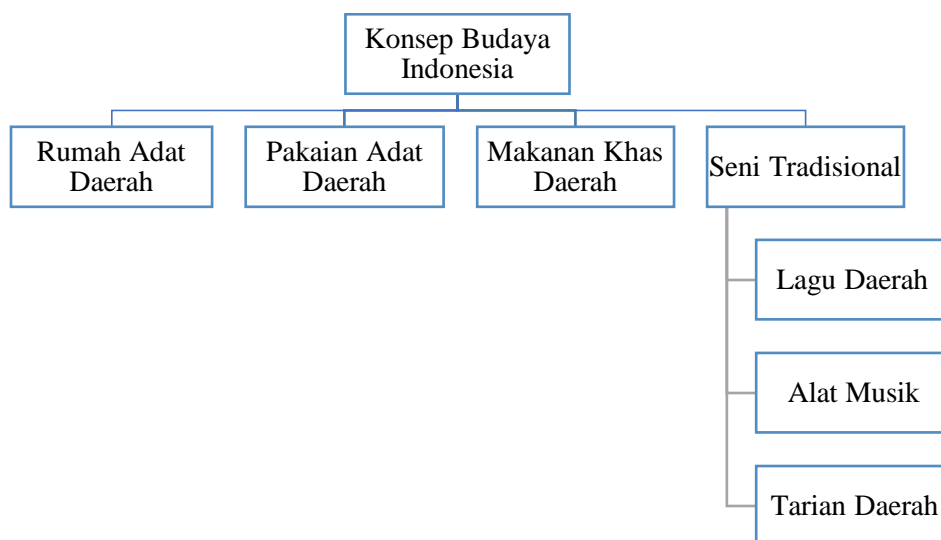 Konsep Budaya
Indonesia
Rumah Adat
Daerah
Pakaian Adat
Daerah
Makanan Khas
Daerah
Seni Tradisional
Lagu Daerah
Alat Musik
Tarian Daerah